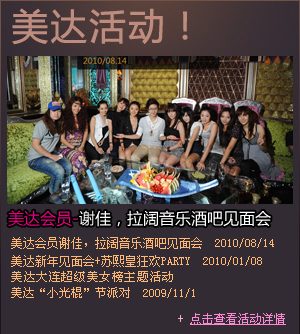 美达活动！
2010/08.14
美达会员-谢佳，拉阔音乐酒吧见面会
美达会员谢佳，拉阔音乐酒吧见面会 2010/08/14
美达新年见面会+苏熙皇狂欢PARTY 2010/01/08
美达大连超级美女榜主题活动
美达“小光棍”节派对 2009/11/1
+ 点击查看活动详情